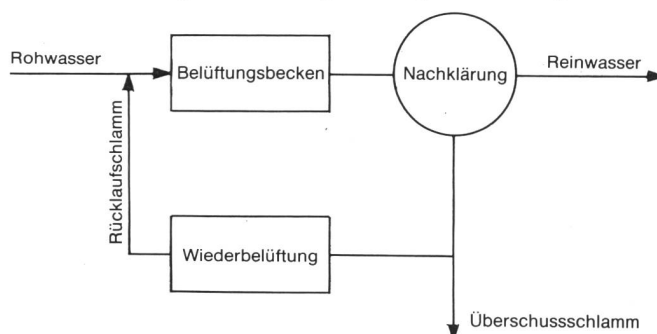 Rohwasser
Belüftungsbecken
Nachklärung
Reinwasser
Rücklaufschlamm
Wiederbelüftung
Überschussschlamm